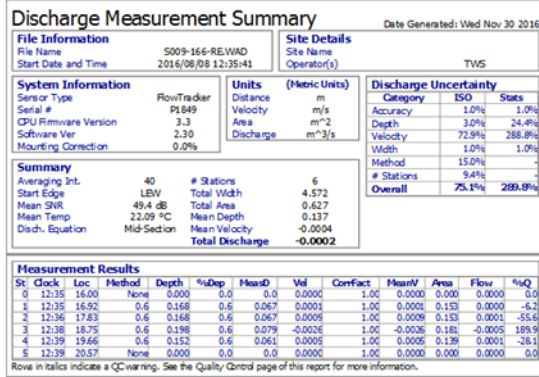 Discharge Measurement Summary Date Generated: Wed Nov 30 2016
File Information
File Name S009-166-RE.WAD
Start Date and Time 2016/08/08 12:35:41
Site Details
Site Name
Operator(s) TWS
System Information
Sensor Type FlowTracker
Serial # P1849
CPU Firmware Version 3.3
Software Ver 2.30
Mounting Correction 0.0%
Units (Metric Units)
Distance m
Velocity m/s
Area m^2
Discharge m^3/s
Discharge Uncertainty
Category ISO Stats
Accuracy 1.0% 1.0%
Depth 3.0% 24.4%
Velocity 72.9% 288.8%
Width 1.0% 1.0%
Method 15.0% -
# Stations 9.4% -
Overall 75.1% 289.8%
Summary
Averaging Int. 40 # Stations 6
Start Edge LEW Total Width 4.572
Mean SNR 49.4 dB Total Area 0.627
Mean Temp 22.09 ºC Mean Depth 0.137
Disch. Equation Mid-Section Mean Velocity -0.0004
Total Discharge -0.0002
Measurement Results
St Clock Loc Method Depth %Dep MeasD Vel CorrFact MeanV Area Flow %Q
0 12:35 16.00 None 0.000 0.0 0.0 0.0000 1.00 0.0000 0.000 0.0000 0.0
1 12:35 16.92 0.6 0.168 0.6 0.067 0.0001 1.00 0.0001 0.153 0.0000 -6.2
2 12:36 17.83 0.6 0.168 0.6 0.067 0.0009 1.00 0.0009 0.153 0.0001 -55.6
3 12:38 18.75 0.6 0.198 0.6 0.079 -0.0026 1.00 -0.0026 0.181 -0.0005 189.9
4 12:39 19.66 0.6 0.152 0.6 0.061 0.0005 1.00 0.0005 0.139 0.0001 -28.1
5 12:39 20.57 None 0.000 0.0 0.0 0.0000 1.00 0.0000 0.000 0.0000 0.0
Rows in italics indicate a QC warning. See the Quality Control page of this report for more information.